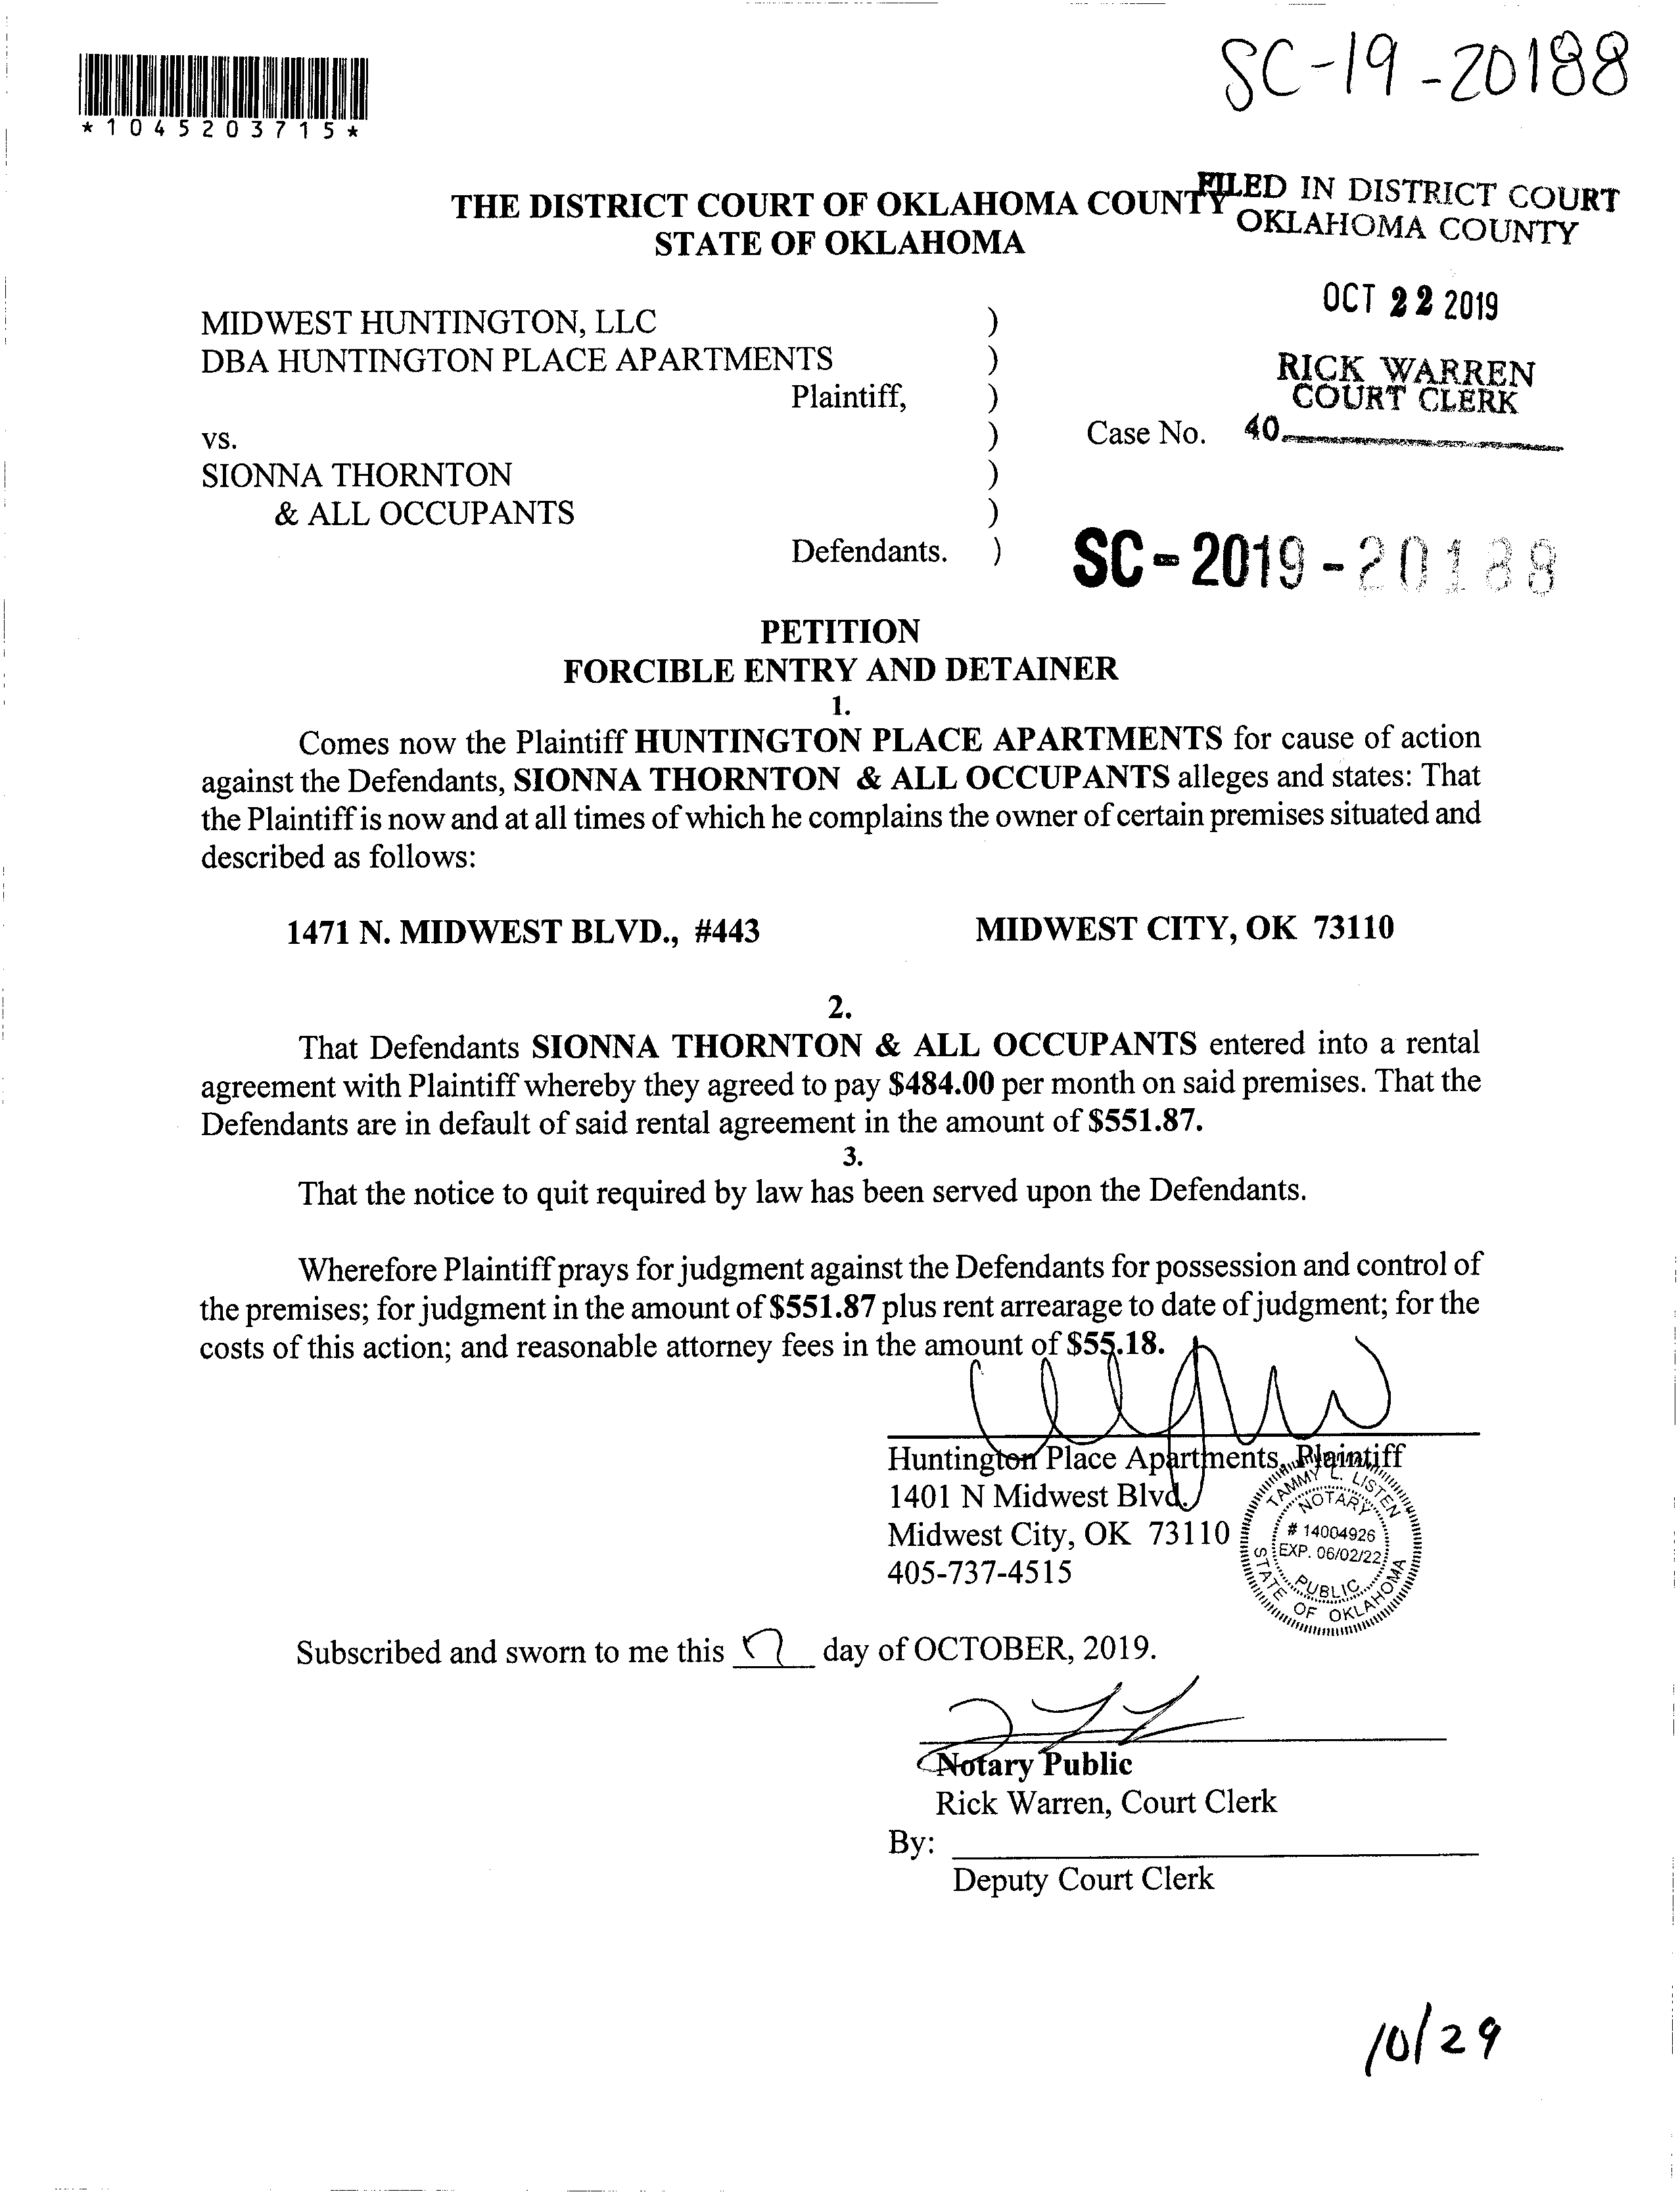 SC-19-20188
*1045203715*
THE DISTRICT COURT OF OKLAHOMA COUNTY
STATE OF OKLAHOMA
FILED IN DISTRICT COURT
OKLAHOMA COUNTY
OCT 22 2019
RICK WARREN
COURT CLERK
40
MIDWEST HUNTINGTON, LLC )
DBA HUNTINGTON PLACE APARTMENTS )
Plaintiff, )
vs. ) Case No.
SIONNA THORNTON )
& ALL OCCUPANTS )
Defendants. )
SC-2019-20188
PETITION
FORCIBLE ENTRY AND DETAINER
1.
Comes now the Plaintiff HUNTINGTON PLACE APARTMENTS for cause of action
against the Defendants, SIONNA THORNTON & ALL OCCUPANTS alleges and states: That
the Plaintiff is now and at all times of which he complains the owner of certain premises situated and
described as follows:
1471 N. MIDWEST BLVD., #443 MIDWEST CITY, OK 73110
2.
That Defendants SIONNA THORNTON & ALL OCCUPANTS entered into a rental
agreement with Plaintiff whereby they agreed to pay $484.00 per month on said premises. That the
Defendants are in default of said rental agreement in the amount of $551.87.
3.
That the notice to quit required by law has been served upon the Defendants.
Wherefore Plaintiff prays for judgment against the Defendants for possession and control of
the premises; for judgment in the amount of $551.87 plus rent arrearage to date of judgment; for the
costs of this action; and reasonable attorney fees in the amount of $55.18.
Huntington Place Apartments, Plaintiff
1401 N Midwest Blvd.
Midwest City, OK 73110
405-737-4515
TAMMY L. LISTEN
NOTARY
# 14004926
EXP. 06/02/22
PUBLIC
STATE OF OKLAHOMA
Subscribed and sworn to me this day of OCTOBER, 2019.
Notary Public
Rick Warren, Court Clerk
By:
Deputy Court Clerk
10/29